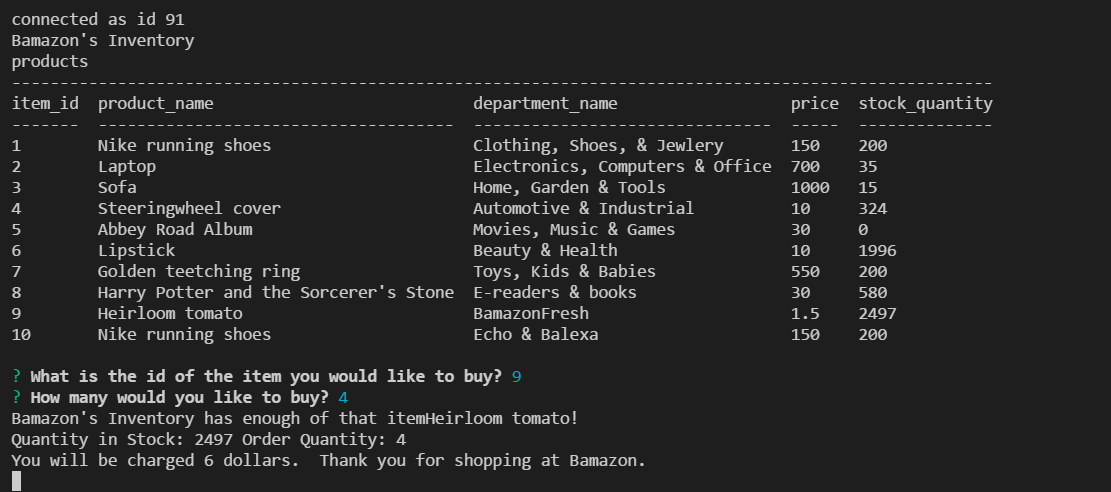 connected as id 91
Bamazon's Inventory
products
------------------------------------------------------------------------------------------------------
item_id  product_name                           department_name                  price  stock_quantity
-------  -------------------------------------  -------------------------------  -----  --------------
1        Nike running shoes                     Clothing, Shoes, & Jewlery       150    200
2        Laptop                                 Electronics, Computers & Office  700    35
3        Sofa                                   Home, Garden & Tools             1000   15
4        Steeringwheel cover                    Automotive & Industrial          10     324
5        Abbey Road Album                       Movies, Music & Games            30     0
6        Lipstick                               Beauty & Health                  10     1996
7        Golden teetching ring                  Toys, Kids & Babies              550    200
8        Harry Potter and the Sorcerer's Stone  E-readers & books                30     580
9        Heirloom tomato                        BamazonFresh                     1.5    2497
10       Nike running shoes                     Echo & Balexa                    150    200
? What is the id of the item you would like to buy? 9
? How many would you like to buy? 4
Bamazon's Inventory has enough of that itemHeirloom tomato!
Quantity in Stock: 2497 Order Quantity: 4
You will be charged 6 dollars.  Thank you for shopping at Bamazon.